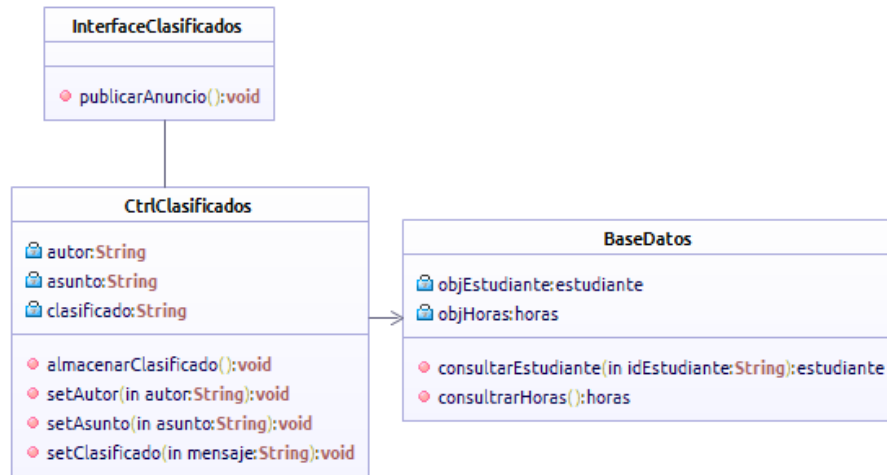 InterfaceClasificados
publicarAnuncio():void
CtrlClasificados
autor:String
asunto:String
clasificado:String
almacenarClasificado():void
setAutor(in autor:String):void
setAsunto(in asunto:String):void
setClasificado(in mensaje:String):void
BaseDatos
objEstudiante:estudiante
objHoras:horas
consultarEstudiante(in idEstudiante:String):estudiante
consultrarHoras():horas